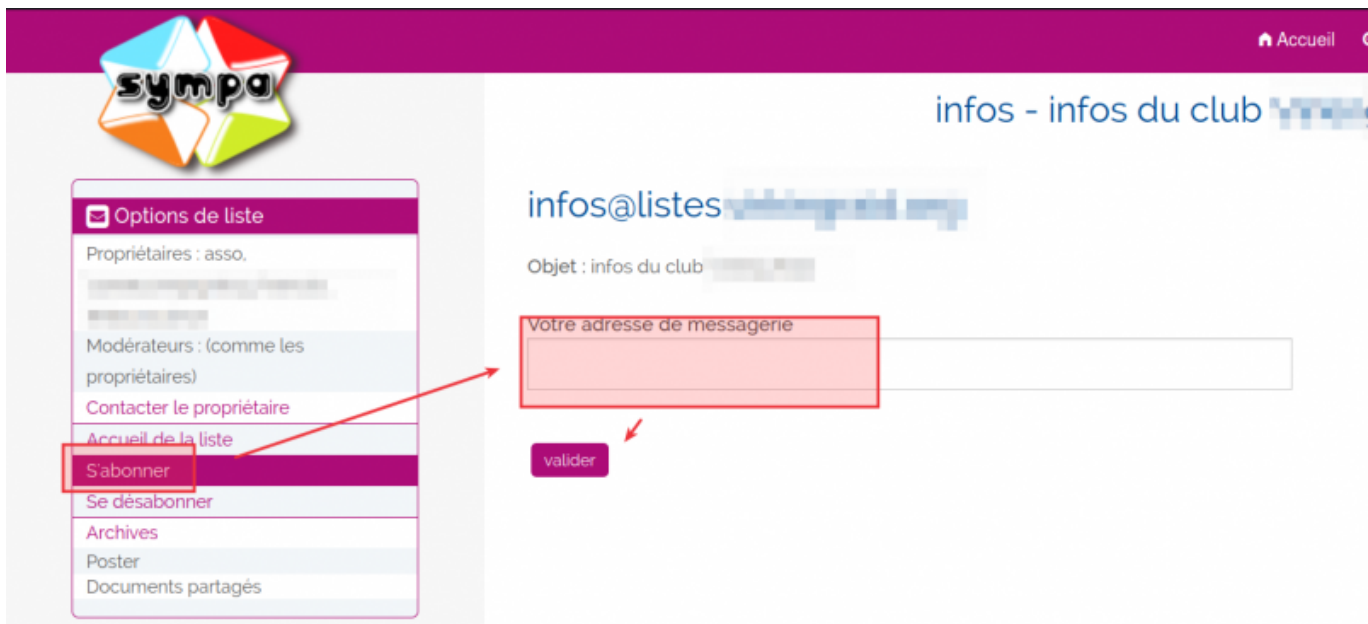 Accueil
sympa
infos - infos du club
Options de liste
Propriétaires : asso,
Modérateurs : (comme les
propriétaires)
Contacter le propriétaire
Accueil de la liste
S'abonner
Se désabonner
Archives
Poster
Documents partagés
infos@listes
Objet : infos du club
Votre adresse de messagerie
valider